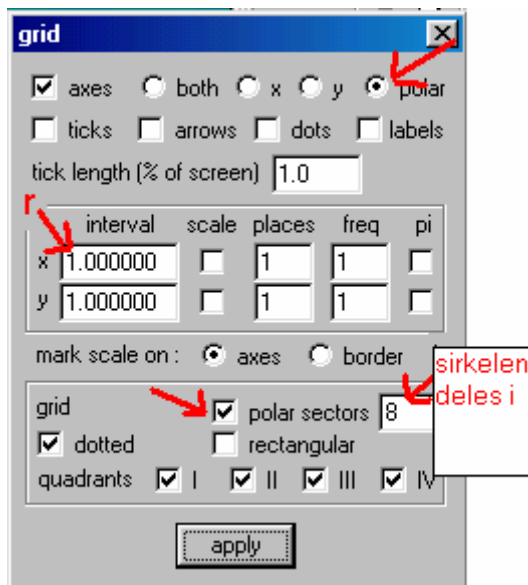 grid
axes both x y polar
ticks arrows dots labels
tick length (% of screen) 1.0
r
interval scale places freq pi
x 1.000000 1 1
y 1.000000 1 1
mark scale on : axes border
sirkelen
deles i
grid polar sectors 8
dotted rectangular
quadrants I II III IV
apply